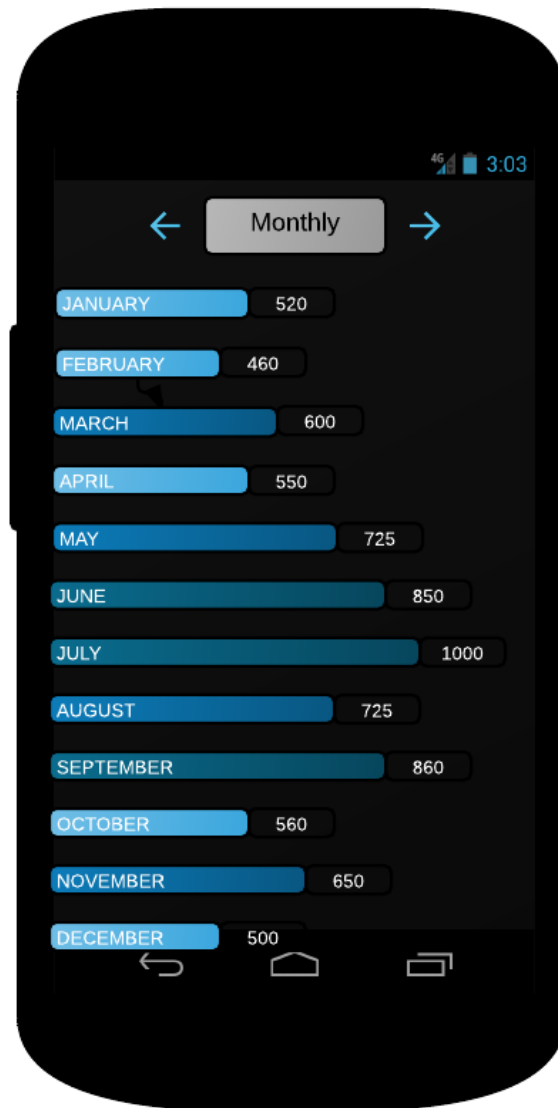 4G 3:03
Monthly
JANUARY 520
FEBRUARY 460
MARCH 600
APRIL 550
MAY 725
JUNE 850
JULY 1000
AUGUST 725
SEPTEMBER 860
OCTOBER 560
NOVEMBER 650
DECEMBER 500